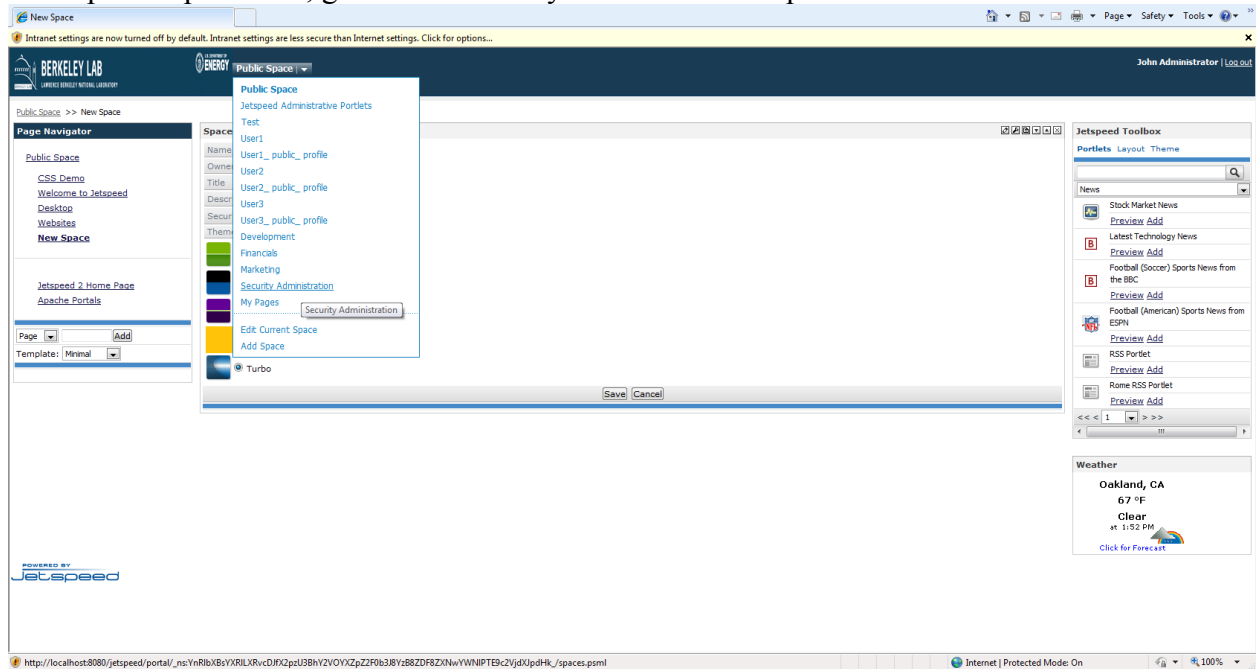 New Space
Page Safety Tools
Intranet settings are now turned off by default. Intranet settings are less secure than Internet settings. Click for options...
BERKELEY LAB
LAWRENCE BERKELEY NATIONAL LABORATORY
U.S. DEPARTMENT OF
ENERGY
Public Space
John Administrator | Log out
Public Space >> New Space
Page Navigator
Public Space
CSS Demo
Welcome to Jetspeed
Desktop
Websites
New Space
Jetspeed 2 Home Page
Apache Portals
Page Add
Template: Minimal
POWERED BY
Jetspeed
Public Space
Jetspeed Administrative Portlets
Test
User1
User1_ public_ profile
User2
User2_ public_ profile
User3
User3_ public_ profile
Development
Financials
Marketing
Security Administration
My Pages
Security Administration
Edit Current Space
Add Space
Space
Name
Owne
Title
Descr
Secur
Them
Turbo
Save Cancel
Jetspeed Toolbox
Portlets Layout Theme
News
Stock Market News
Preview Add
Latest Technology News
Preview Add
Football (Soccer) Sports News from
the BBC
Preview Add
Football (American) Sports News from
ESPN
Preview Add
RSS Portlet
Preview Add
Rome RSS Portlet
Preview Add
<< < 1 > >>
Weather
Oakland, CA
67 °F
Clear
at 1:52 PM
Click for Forecast
Internet | Protected Mode: On
100%